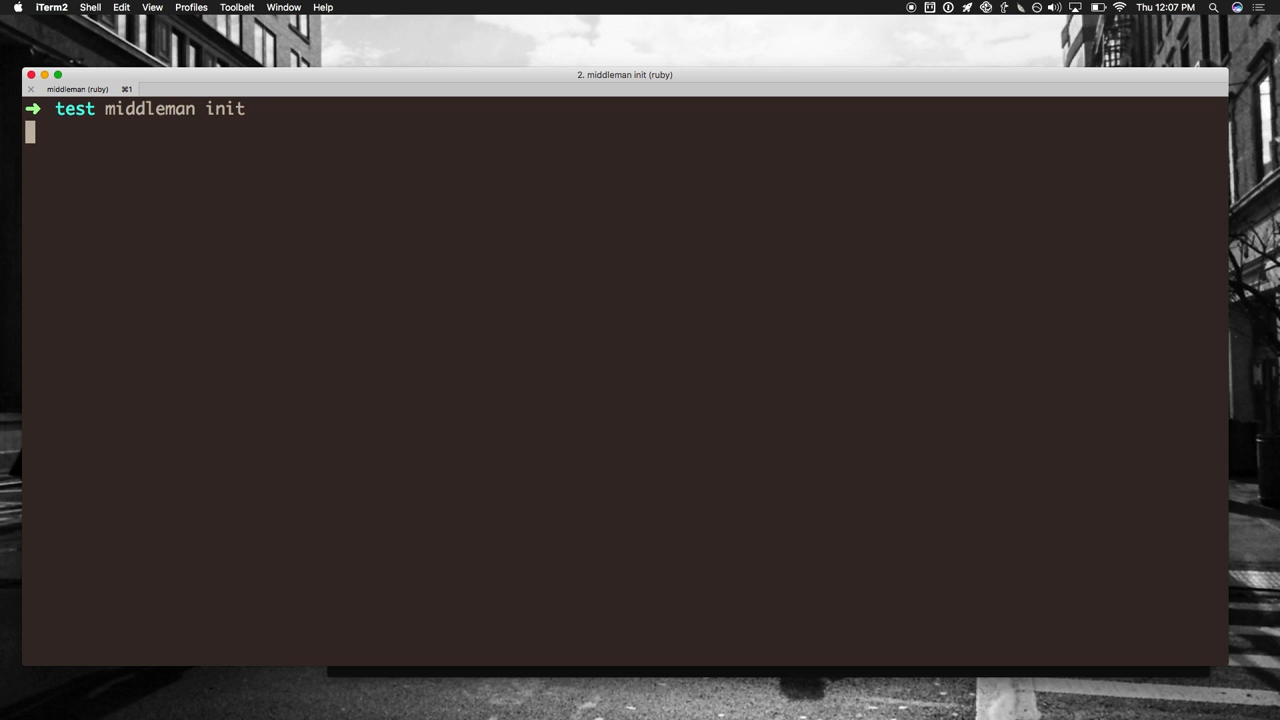 iTerm2 Shell Edit View Profiles Toolbelt Window Help Thu 12:07 PM
2. middleman init (ruby)
middleman (ruby) ⌘1
➜ test middleman init